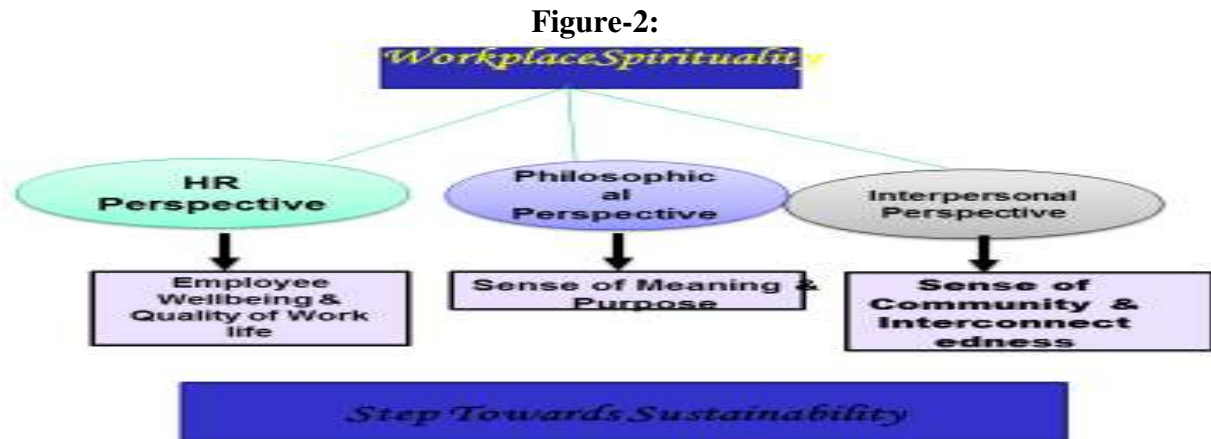 Figure-2:
WorkplaceSpirituality
HR
Perspective
Philosophic
al
Perspective
Interpersonal
Perspective
Employee
Wellbeing &
Quality of Work
life
Sense of Meaning &
Purpose
Sense of
Community &
Interconnect
edness
Step Towards Sustainability